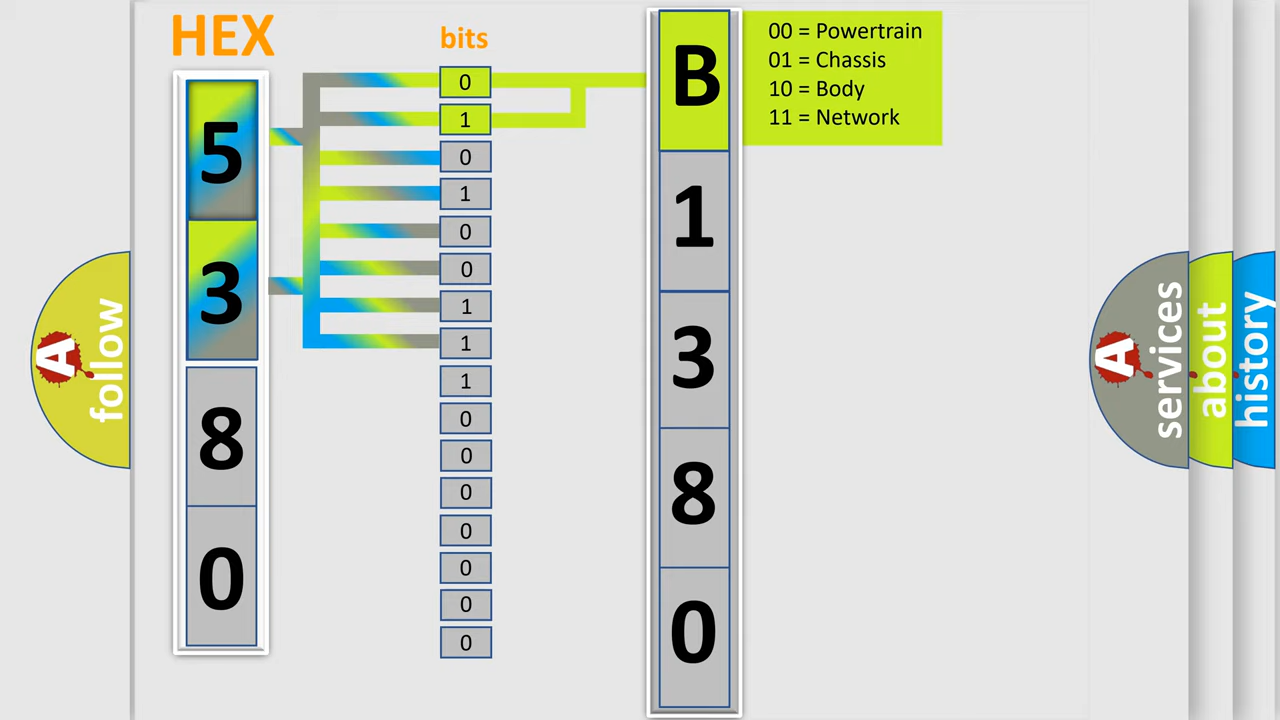 HEX
bits
5
3
8
0
0
1
0
1
0
0
1
1
1
0
0
0
0
0
0
0
B
1
3
8
0
00 = Powertrain
01 = Chassis
10 = Body
11 = Network
A follow
A services
about
history